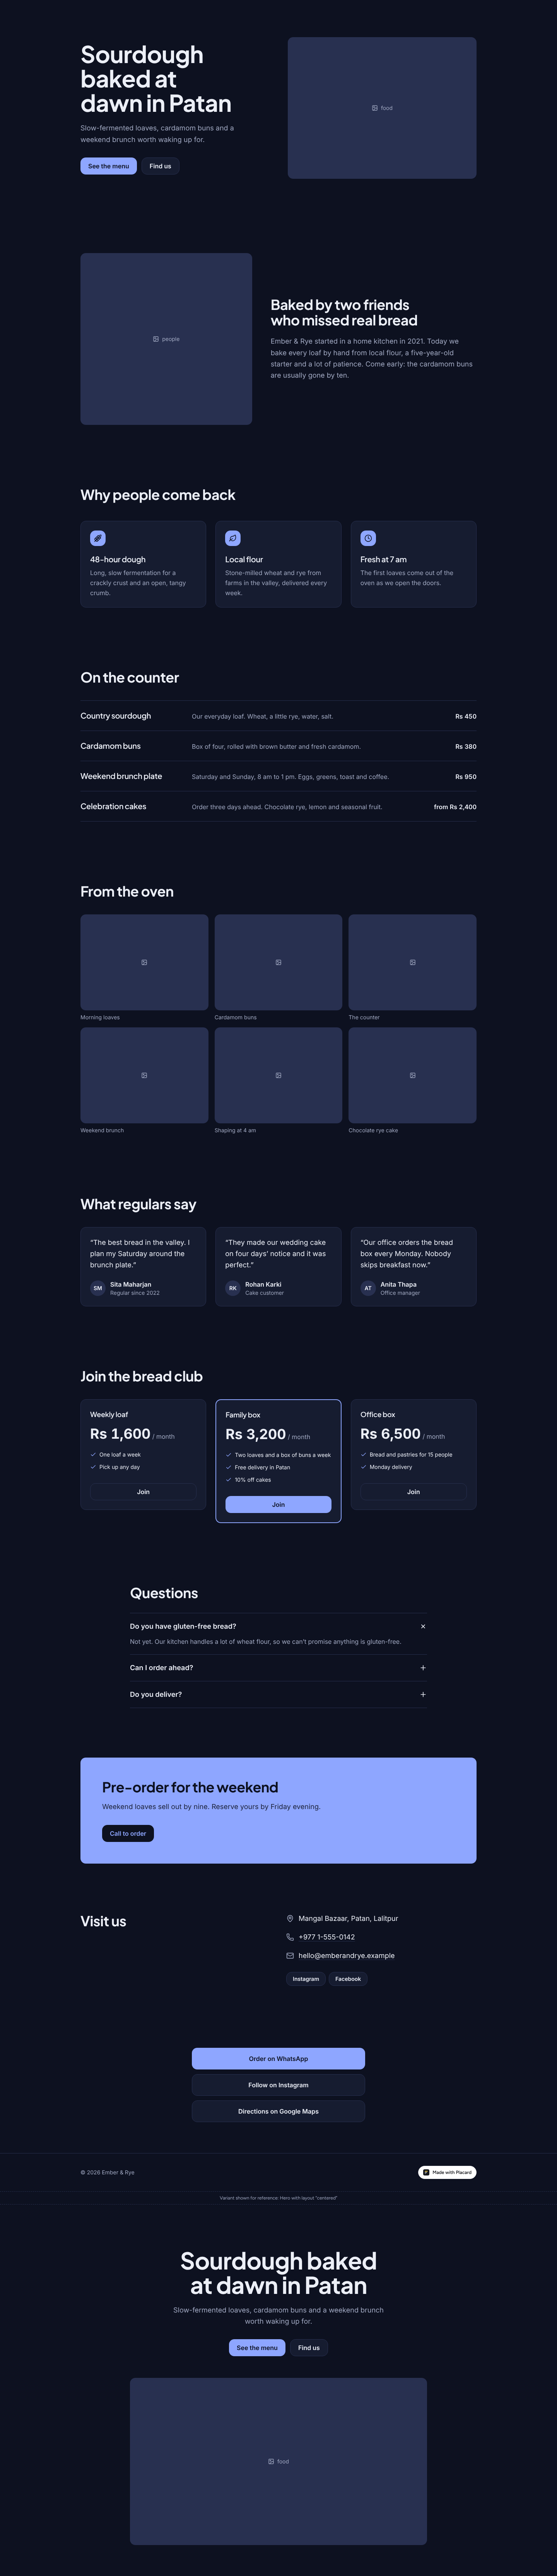 Sourdough
baked at
dawn in Patan
Slow-fermented loaves, cardamom buns and a
weekend brunch worth waking up for.
See the menu
Find us
food
people
Baked by two friends
who missed real bread
Ember & Rye started in a home kitchen in 2021. Today we
bake every loaf by hand from local flour, a five-year-old
starter and a lot of patience. Come early: the cardamom buns
are usually gone by ten.
Why people come back
48-hour dough
Long, slow fermentation for a
crackly crust and an open, tangy
crumb.
Local flour
Stone-milled wheat and rye from
farms in the valley, delivered every
week.
Fresh at 7 am
The first loaves come out of the
oven as we open the doors.
On the counter
Country sourdough
Our everyday loaf. Wheat, a little rye, water, salt.
Rs 450
Cardamom buns
Box of four, rolled with brown butter and fresh cardamom.
Rs 380
Weekend brunch plate
Saturday and Sunday, 8 am to 1 pm. Eggs, greens, toast and coffee.
Rs 950
Celebration cakes
Order three days ahead. Chocolate rye, lemon and seasonal fruit.
from Rs 2,400
From the oven
Morning loaves
Cardamom buns
The counter
Weekend brunch
Shaping at 4 am
Chocolate rye cake
What regulars say
“The best bread in the valley. I
plan my Saturday around the
brunch plate.”
SM
Sita Maharjan
Regular since 2022
“They made our wedding cake
on four days’ notice and it was
perfect.”
RK
Rohan Karki
Cake customer
“Our office orders the bread
box every Monday. Nobody
skips breakfast now.”
AT
Anita Thapa
Office manager
Join the bread club
Weekly loaf
Rs 1,600 / month
One loaf a week
Pick up any day
Join
Family box
Rs 3,200 / month
Two loaves and a box of buns a week
Free delivery in Patan
10% off cakes
Join
Office box
Rs 6,500 / month
Bread and pastries for 15 people
Monday delivery
Join
Questions
Do you have gluten-free bread?
Not yet. Our kitchen handles a lot of wheat flour, so we can’t promise anything is gluten-free.
Can I order ahead?
Do you deliver?
Pre-order for the weekend
Weekend loaves sell out by nine. Reserve yours by Friday evening.
Call to order
Visit us
Mangal Bazaar, Patan, Lalitpur
+977 1-555-0142
hello@emberandrye.example
Instagram
Facebook
Order on WhatsApp
Follow on Instagram
Directions on Google Maps
© 2026 Ember & Rye
Made with Placard
Variant shown for reference: Hero with layout “centered”
Sourdough baked
at dawn in Patan
Slow-fermented loaves, cardamom buns and a weekend brunch
worth waking up for.
See the menu
Find us
food